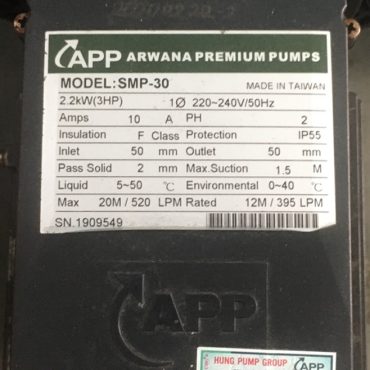 APP ARWANA PREMIUM PUMPS
MODEL:SMP-30 MADE IN TAIWAN
2.2kW(3HP) 1Ø 220~240V/50Hz
Amps 10 A PH 2
Insulation F Class Protection IP55
Inlet 50 mm Outlet 50 mm
Pass Solid 2 mm Max.Suction 1.5 M
Liquid 5~50 ℃ Environmental 0~40 ℃
Max 20M / 520 LPM Rated 12M / 395 LPM
SN.1909549
APP
HUNG PUMP GROUP
APP